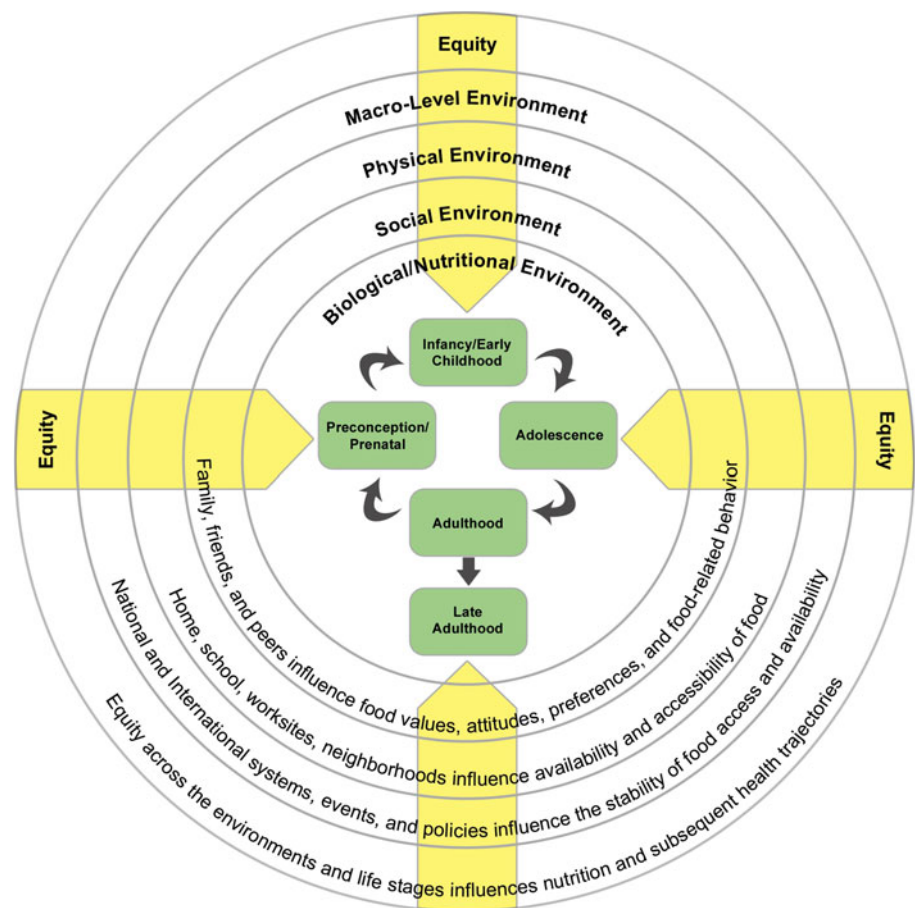 Equity
Macro-Level Environment
Physical Environment
Social Environment
Biological/Nutritional Environment
Infancy/Early
Childhood
Equity
Preconception/
Prenatal
Adolescence
Equity
Adulthood
Late
Adulthood
Family, friends, and peers influence food values, attitudes, preferences, and food-related behavior
Home, school, worksites, neighborhoods influence availability and accessibility of food
National and International systems, events, and policies influence the stability of food access and availability
Equity across the environments and life stages influences nutrition and subsequent health trajectories